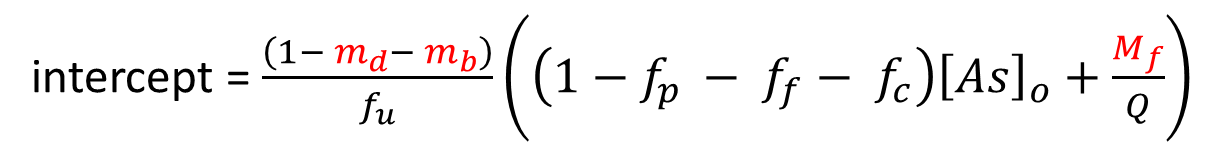 intercept = (1− m_d− m_b)/f_u ((1 − f_p − f_f − f_c)[As]_o + M_f/Q)